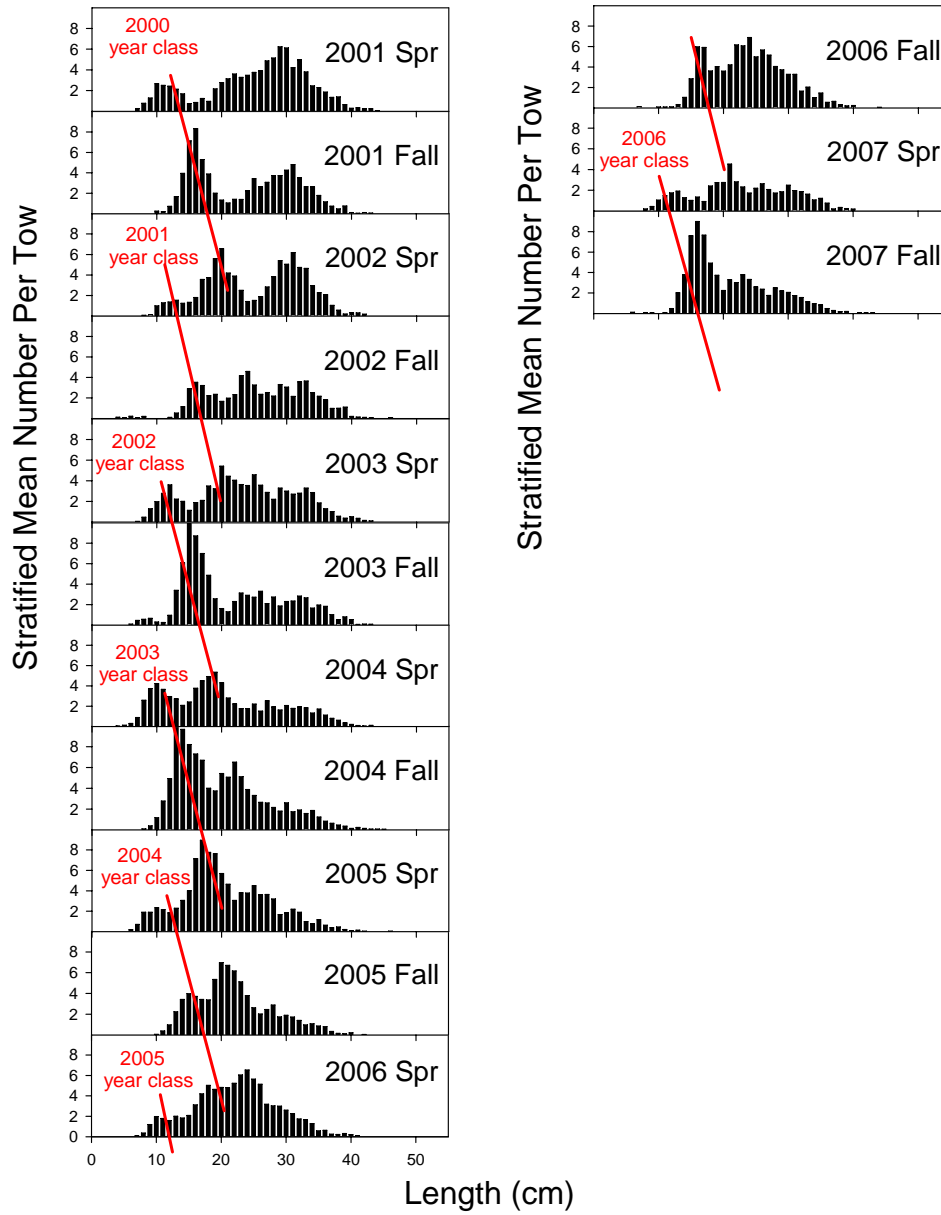 Stratified Mean Number Per Tow
8
6
4
2
2000
year class
2001 Spr
8
6
4
2
2001 Fall
8
6
4
2
2001
year class
2002 Spr
8
6
4
2
2002 Fall
8
6
4
2
2002
year class
2003 Spr
8
6
4
2
2003 Fall
8
6
4
2
2003
year class
2004 Spr
8
6
4
2
2004 Fall
8
6
4
2
2004
year class
2005 Spr
8
6
4
2
2005 Fall
8
6
4
2
0
2005
year class
2006 Spr
0 10 20 30 40 50
Length (cm)
Stratified Mean Number Per Tow
8
6
4
2
2006 Fall
8
6
4
2
2006
year class
2007 Spr
8
6
4
2
2007 Fall